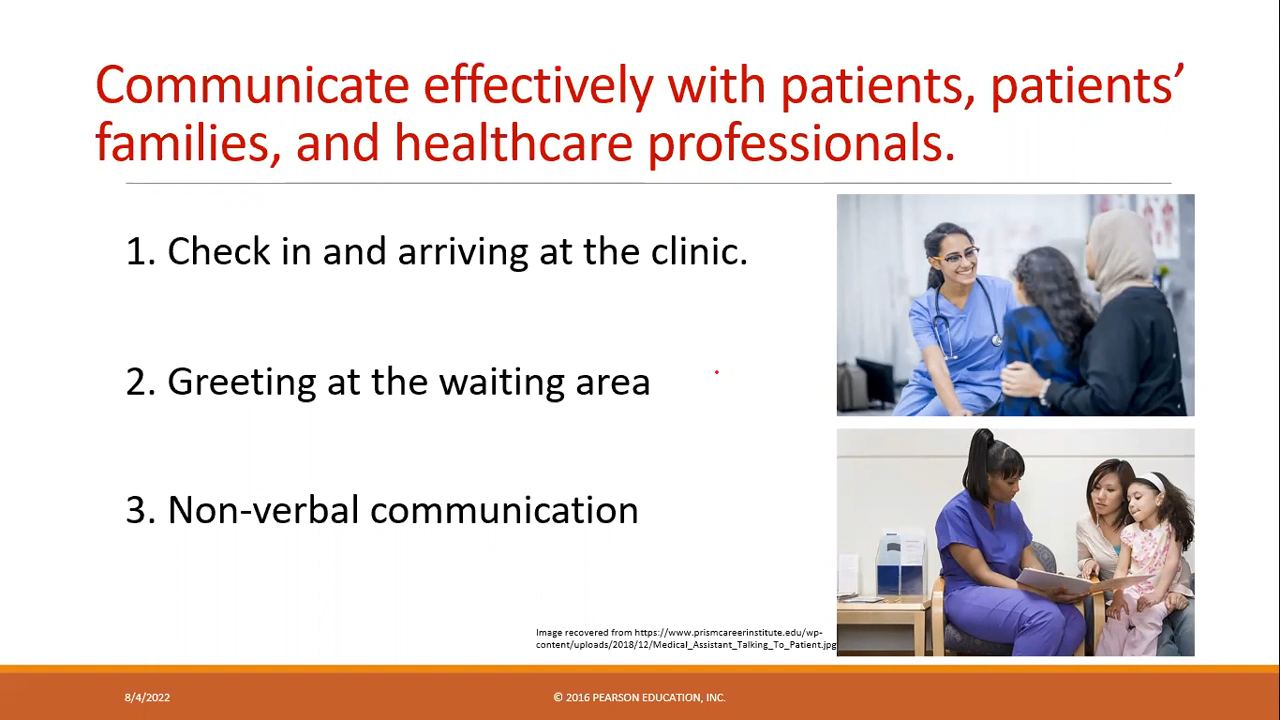 Communicate effectively with patients, patients’
families, and healthcare professionals.
1. Check in and arriving at the clinic.
2. Greeting at the waiting area
3. Non-verbal communication
Image recovered from https://www.prismcareerinstitute.edu/wp-
content/uploads/2018/12/Medical_Assistant_Talking_To_Patient.jpg
8/4/2022
© 2016 PEARSON EDUCATION, INC.